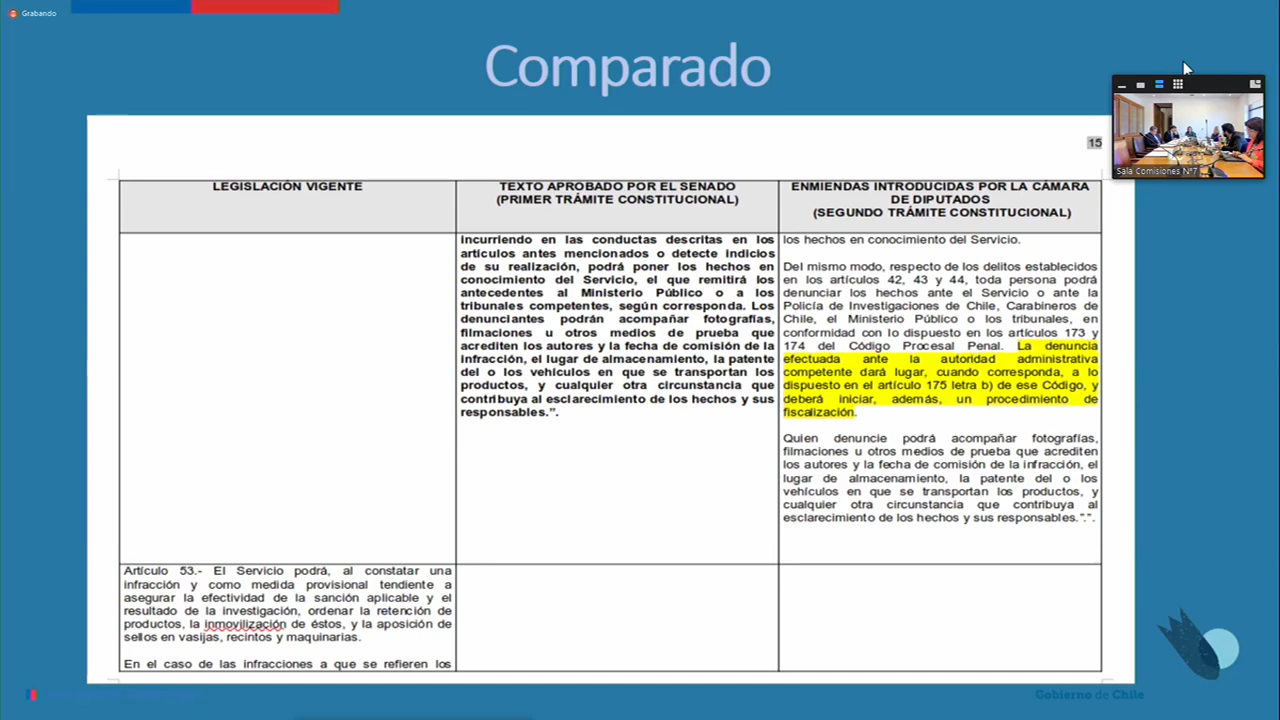 Grabando
Comparado
Sala Comisiones N°7
15
LEGISLACIÓN VIGENTE
TEXTO APROBADO POR EL SENADO
(PRIMER TRÁMITE CONSTITUCIONAL)
ENMIENDAS INTRODUCIDAS POR LA CÁMARA
DE DIPUTADOS
(SEGUNDO TRÁMITE CONSTITUCIONAL)
incurriendo en las conductas descritas en los
artículos antes mencionados o detecte indicios
de su realización, podrá poner los hechos en
conocimiento del Servicio, el que remitirá los
antecedentes al Ministerio Público o a los
tribunales competentes, según corresponda. Los
denunciantes podrán acompañar fotografías,
filmaciones u otros medios de prueba que
acrediten los autores y la fecha de comisión de la
infracción, el lugar de almacenamiento, la patente
del o los vehículos en que se transportan los
productos, y cualquier otra circunstancia que
contribuya al esclarecimiento de los hechos y sus
responsables.”.
los hechos en conocimiento del Servicio.
Del mismo modo, respecto de los delitos establecidos
en los artículos 42, 43 y 44, toda persona podrá
denunciar los hechos ante el Servicio o ante la
Policía de Investigaciones de Chile, Carabineros de
Chile, el Ministerio Público o los tribunales, en
conformidad con lo dispuesto en los artículos 173 y
174 del Código Procesal Penal. La denuncia
efectuada ante la autoridad administrativa
competente dará lugar, cuando corresponda, a lo
dispuesto en el artículo 175 letra b) de ese Código, y
deberá iniciar, además, un procedimiento de
fiscalización.
Quien denuncie podrá acompañar fotografías,
filmaciones u otros medios de prueba que acrediten
los autores y la fecha de comisión de la infracción, el
lugar de almacenamiento, la patente del o los
vehículos en que se transportan los productos, y
cualquier otra circunstancia que contribuya al
esclarecimiento de los hechos y sus responsables.”.”.
Artículo 53.- El Servicio podrá, al constatar una
infracción y como medida provisional tendiente a
asegurar la efectividad de la sanción aplicable y el
resultado de la investigación, ordenar la retención de
productos, la inmovilización de éstos, y la aposición de
sellos en vasijas, recintos y maquinarias.
En el caso de las infracciones a que se refieren los
Gobierno de Chile